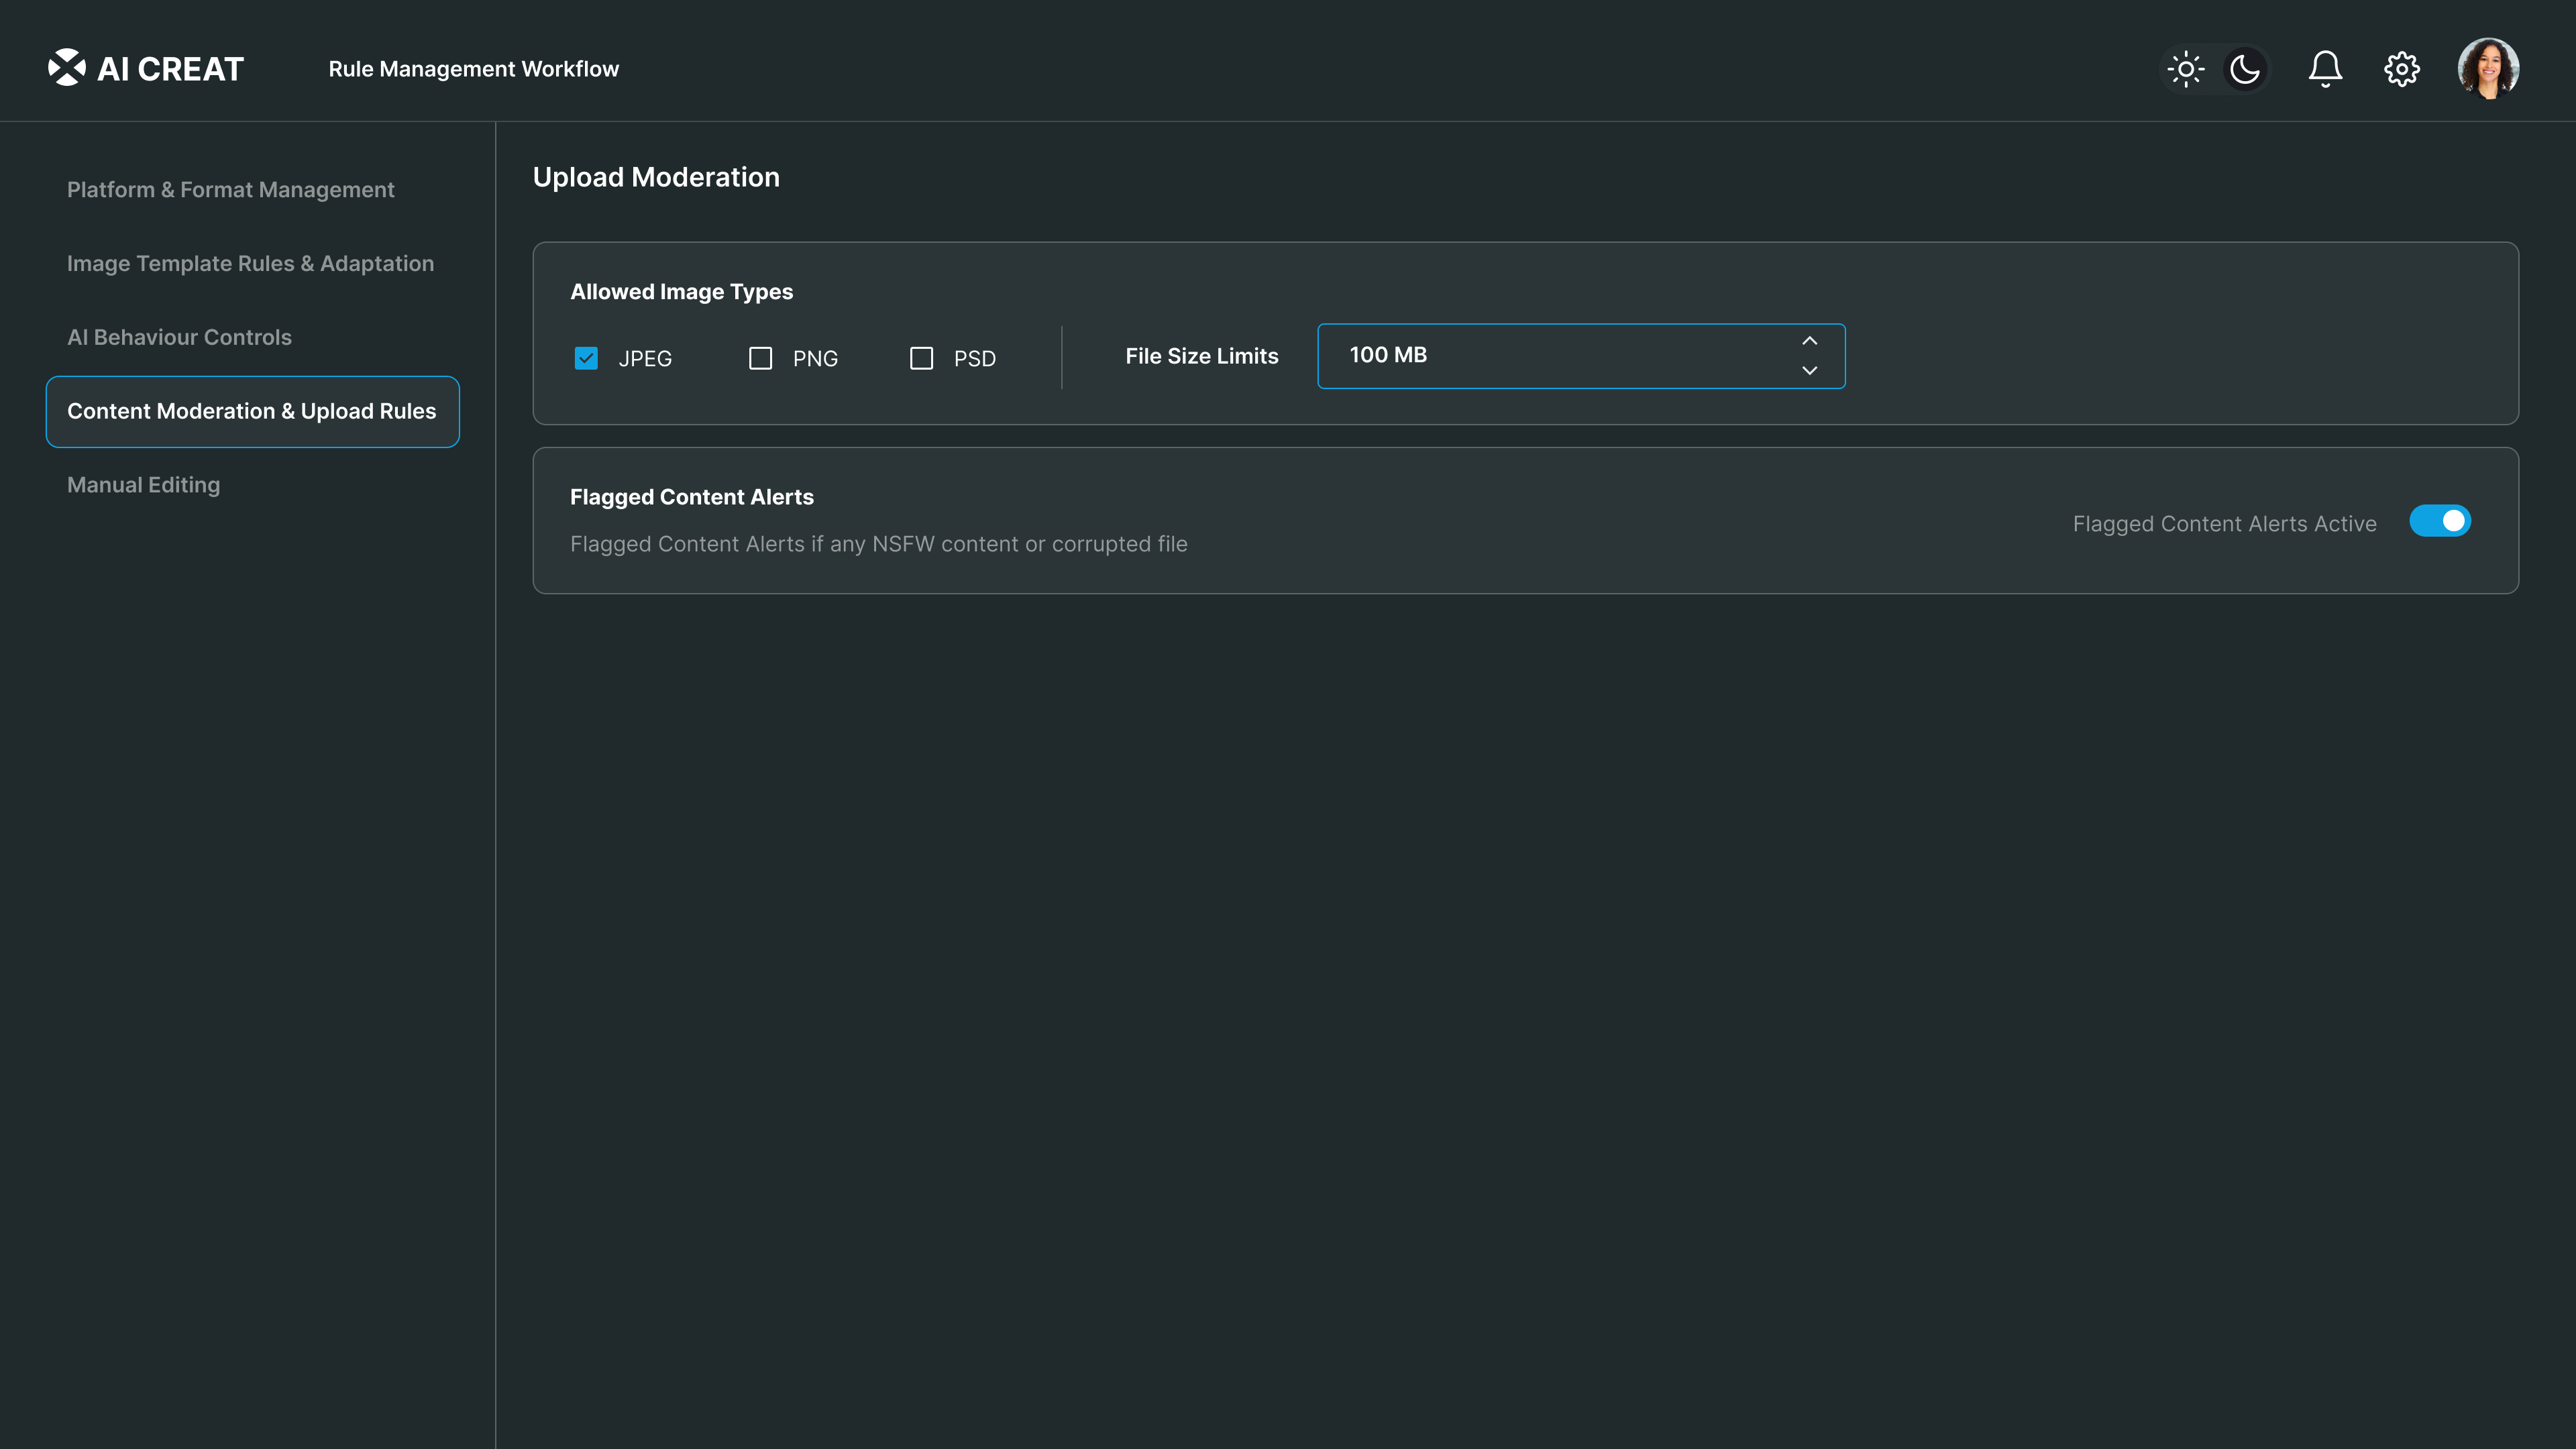 AI CREAT
Rule Management Workflow
Platform & Format Management
Image Template Rules & Adaptation
AI Behaviour Controls
Content Moderation & Upload Rules
Manual Editing
Upload Moderation
Allowed Image Types
JPEG
PNG
PSD
File Size Limits
100 MB
Flagged Content Alerts
Flagged Content Alerts if any NSFW content or corrupted file
Flagged Content Alerts Active